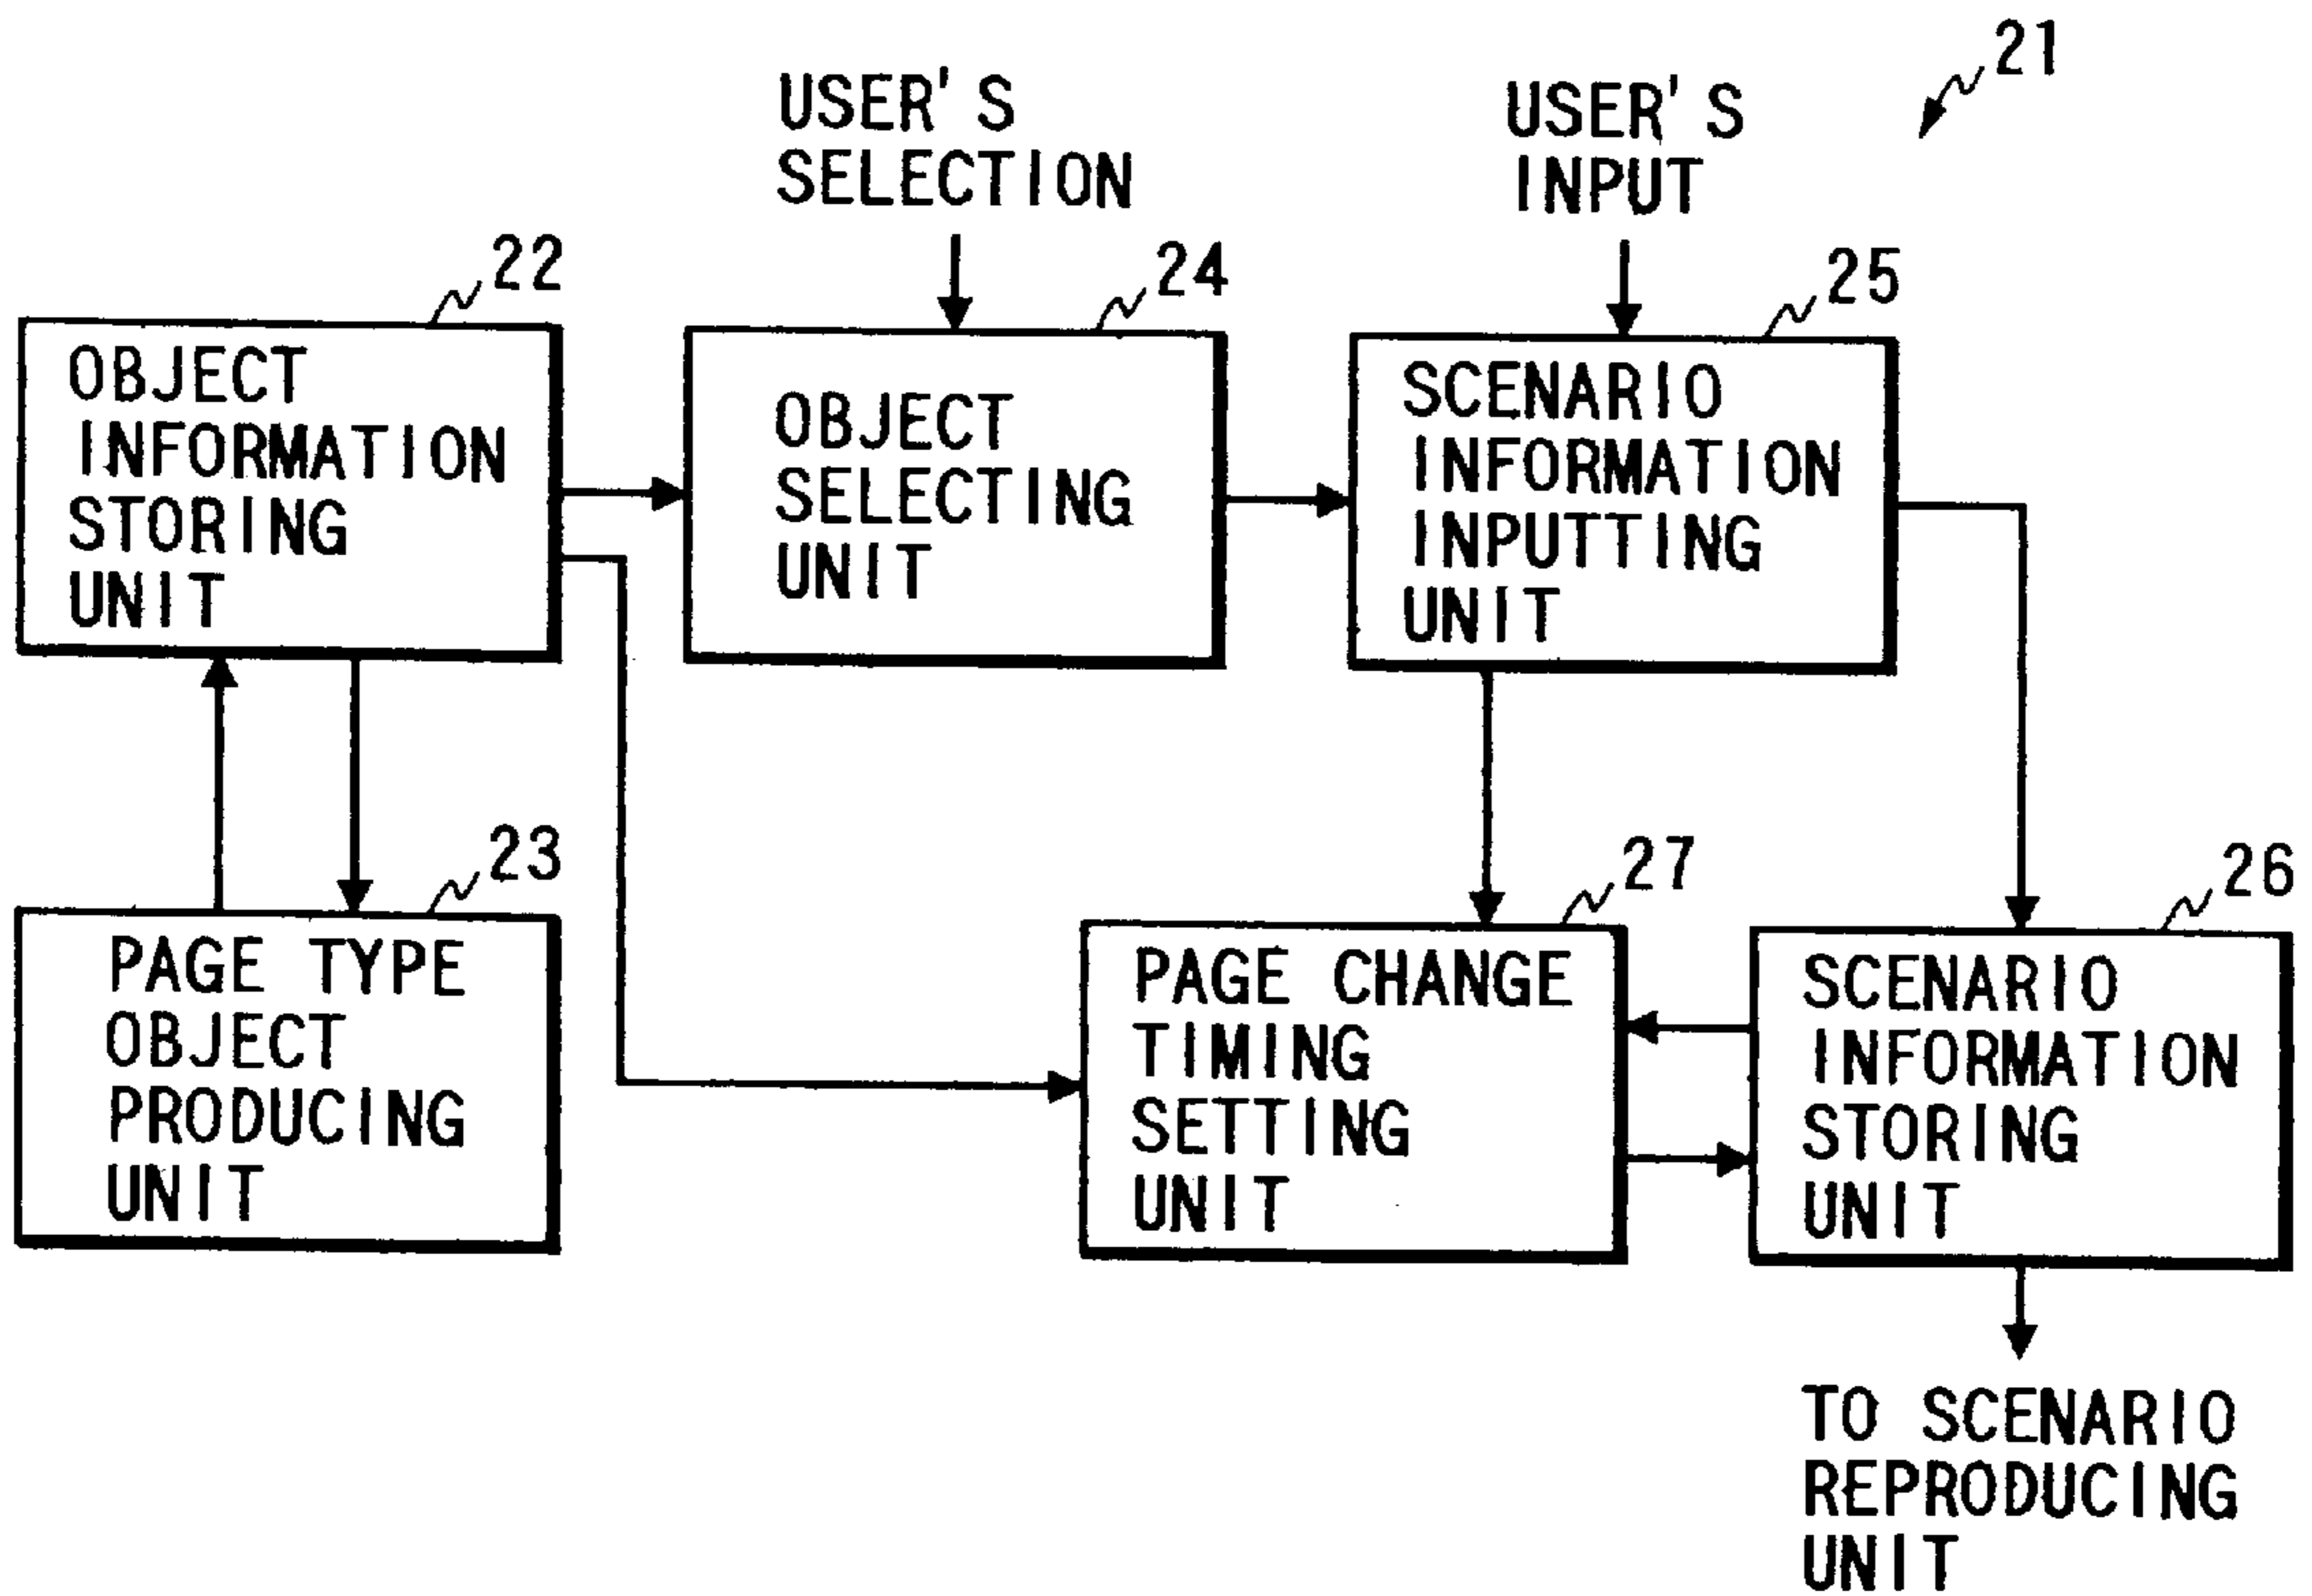 21
USER'S
SELECTION
USER'S
INPUT
22
OBJECT
INFORMATION
STORING
UNIT
24
OBJECT
SELECTING
UNIT
25
SCENARIO
INFORMATION
INPUTTING
UNIT
23
PAGE TYPE
OBJECT
PRODUCING
UNIT
27
PAGE CHANGE
TIMING
SETTING
UNIT
26
SCENARIO
INFORMATION
STORING
UNIT
TO SCENARIO
REPRODUCING
UNIT